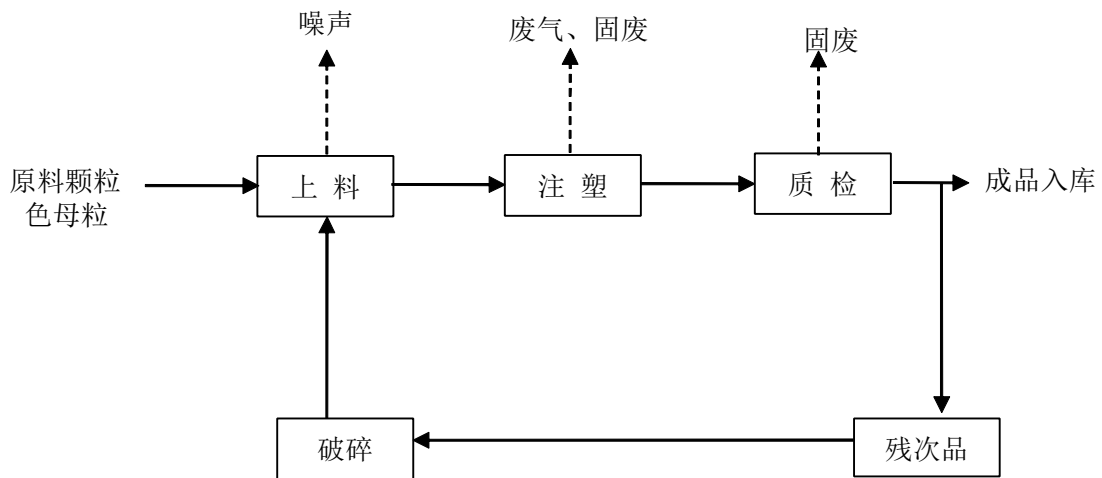 噪声
废气、固废
固废
原料颗粒
色母粒
上 料
注 塑
质 检
成品入库
破碎
残次品